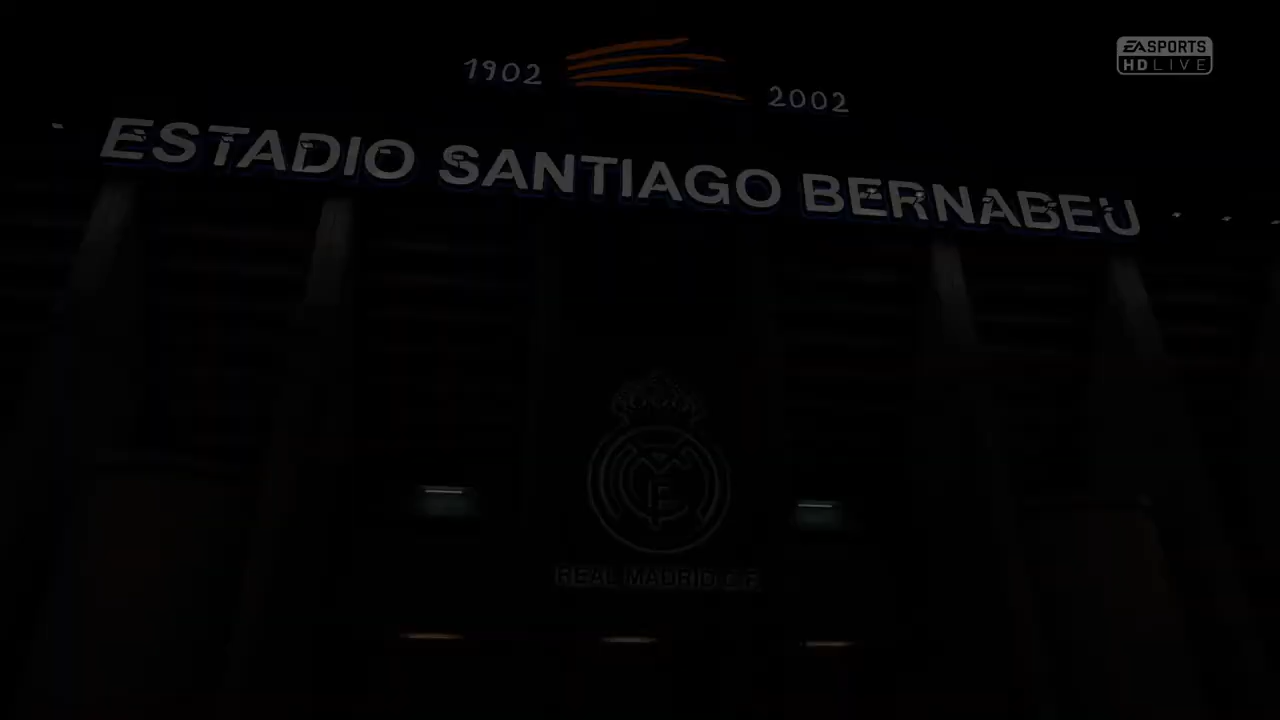 EA SPORTS
HD LIVE
1902
2002
ESTADIO SANTIAGO BERNABEU
REAL MADRID C.F.